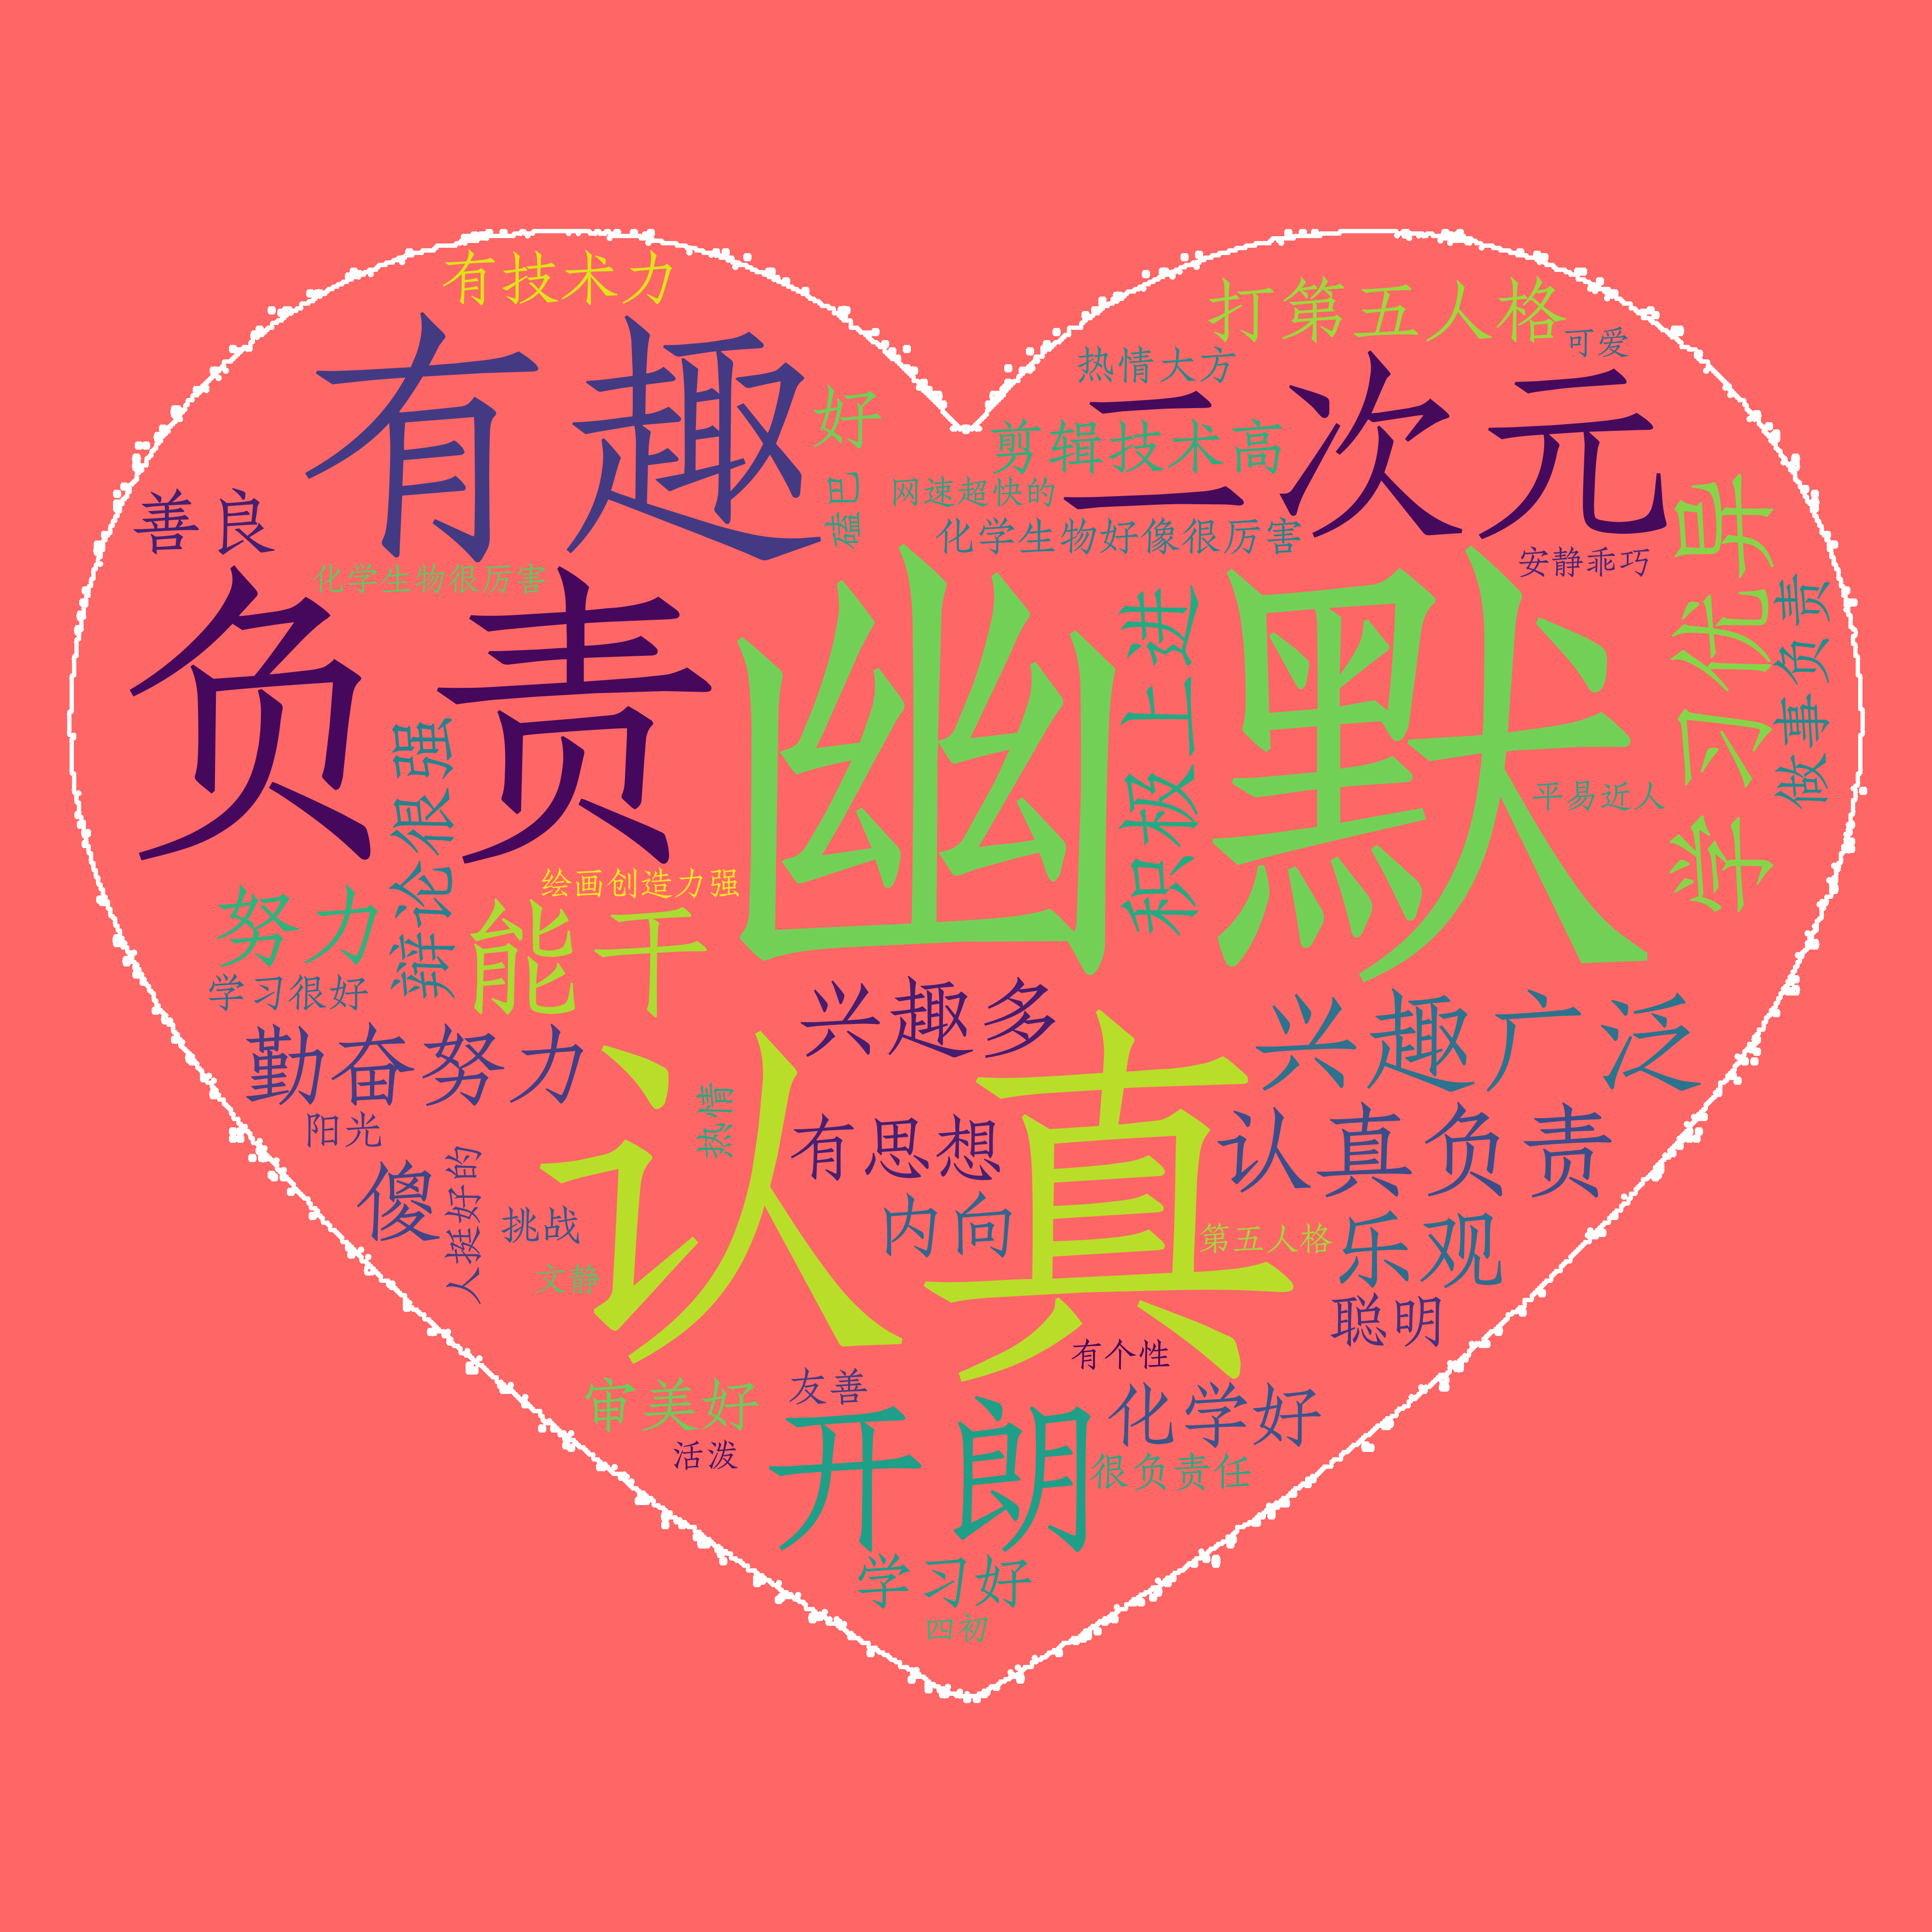 有技术力
打第五人格
可爱
有趣
热情大方
二次元
好
剪辑技术高
网速超快的
善良
化学生物好像很厉害
安静乖巧
学习优异
化学生物很厉害
负责
幽默
积极上进
做事负责
平易近人
绘画创造力强
努力
能干
学习很好
兴趣多
兴趣广泛
勤奋努力
认真
热情
阳光
有思想
认真负责
傻
人挺好的
挑战
内向
第五人格
乐观
文静
聪明
有个性
友善
审美好
化学好
开朗
活泼
很负责任
学习好
四初